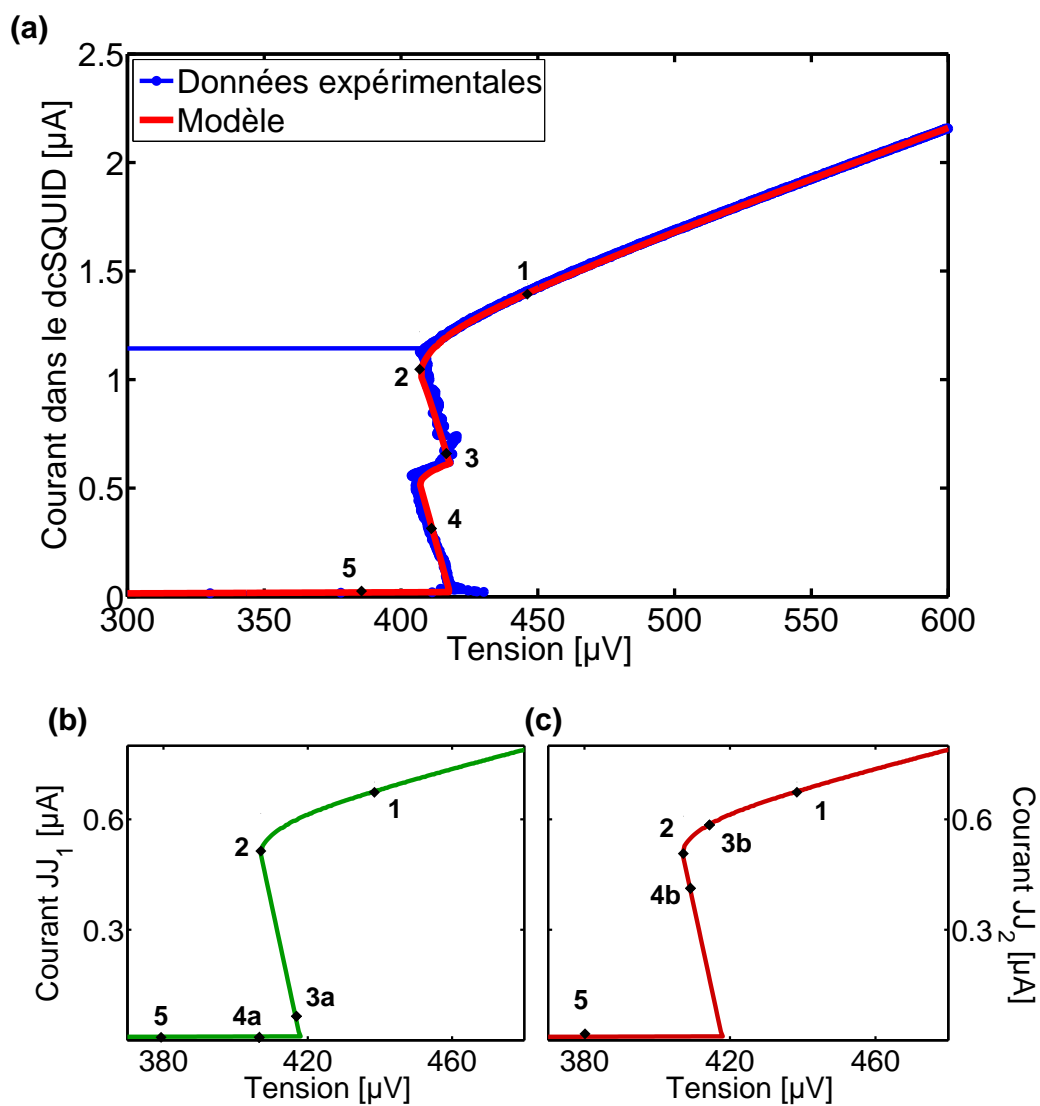 (a)
Courant dans le dcSQUID [µA]
2.5
2
1.5
1
0.5
0
Données expérimentales
Modèle
1
2
3
4
5
300
350
400
450
500
550
600
Tension [µV]
(b)
Courant JJ1 [µA]
0.6
0.3
1
2
3a
4a
5
380
420
460
Tension [µV]
(c)
1
2
3b
4b
5
0.6
0.3
Courant JJ2 [µA]
380
420
460
Tension [µV]